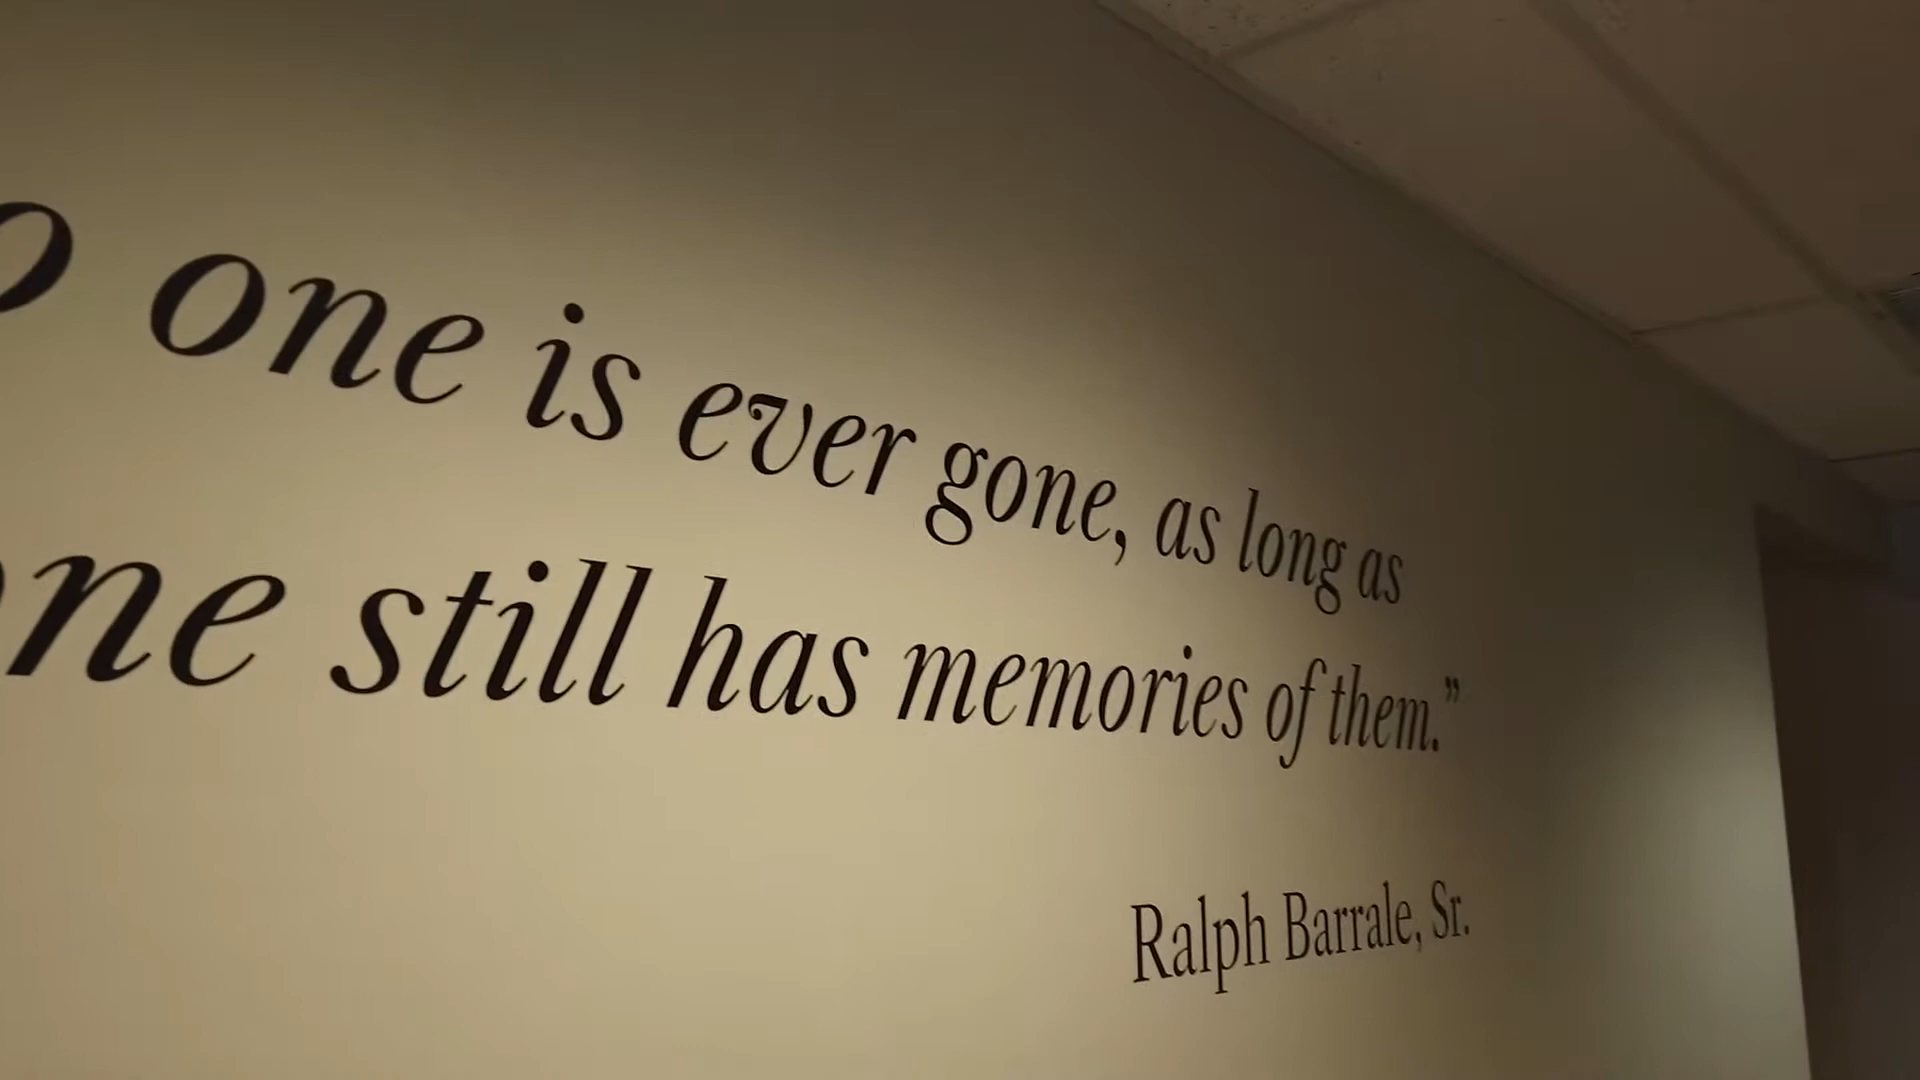 o one is ever gone, as long as
ne still has memories of them.”
Ralph Barrale, Sr.